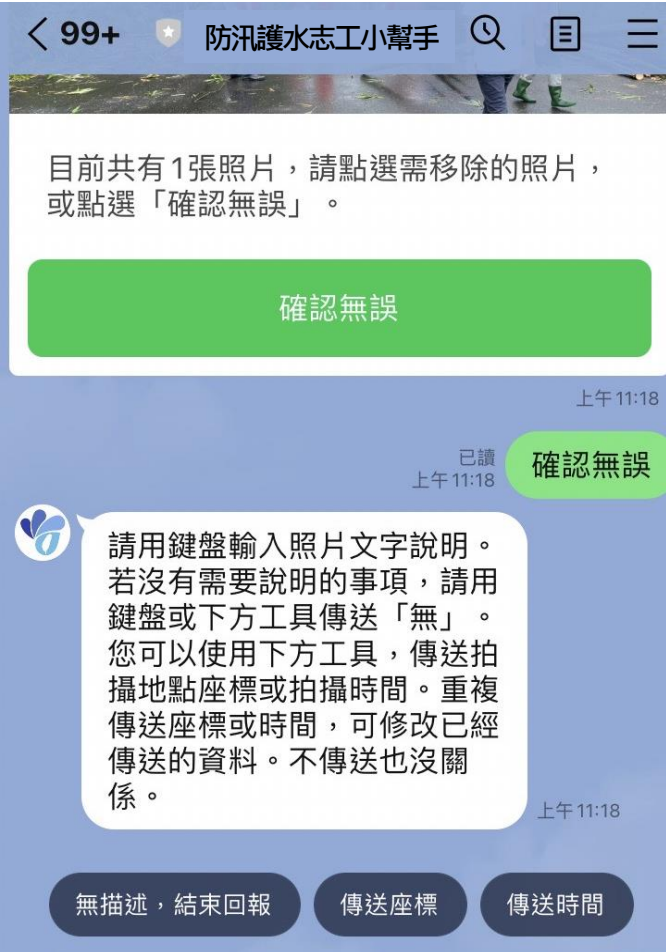 99+
防汛護水志工小幫手
目前共有1張照片，請點選需移除的照片，
或點選「確認無誤」。
確認無誤
上午 11:18
已讀
上午 11:18
確認無誤
請用鍵盤輸入照片文字說明。
若沒有需要說明的事項，請用
鍵盤或下方工具傳送「無」。
您可以使用下方工具，傳送拍
攝地點座標或拍攝時間。重複
傳送座標或時間，可修改已經
傳送的資料。不傳送也沒關
係。
上午 11:18
無描述，結束回報
傳送座標
傳送時間